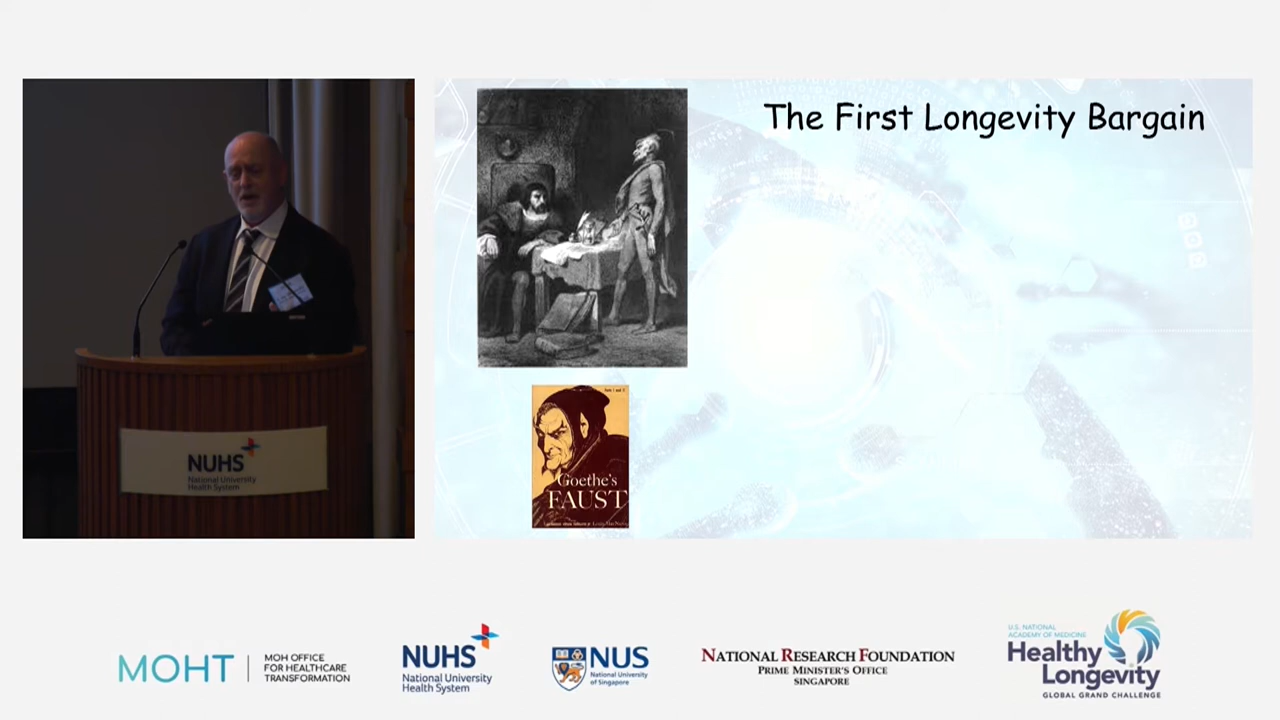 The First Longevity Bargain
Goethe's
FAUST
NUHS
National University
Health System
MOHT
MOH OFFICE
FOR HEALTHCARE
TRANSFORMATION
NUHS
National University
Health System
NUS
National University
of Singapore
NATIONAL RESEARCH FOUNDATION
PRIME MINISTER'S OFFICE
SINGAPORE
U.S. NATIONAL
ACADEMY OF MEDICINE
Healthy
Longevity
GLOBAL GRAND CHALLENGE